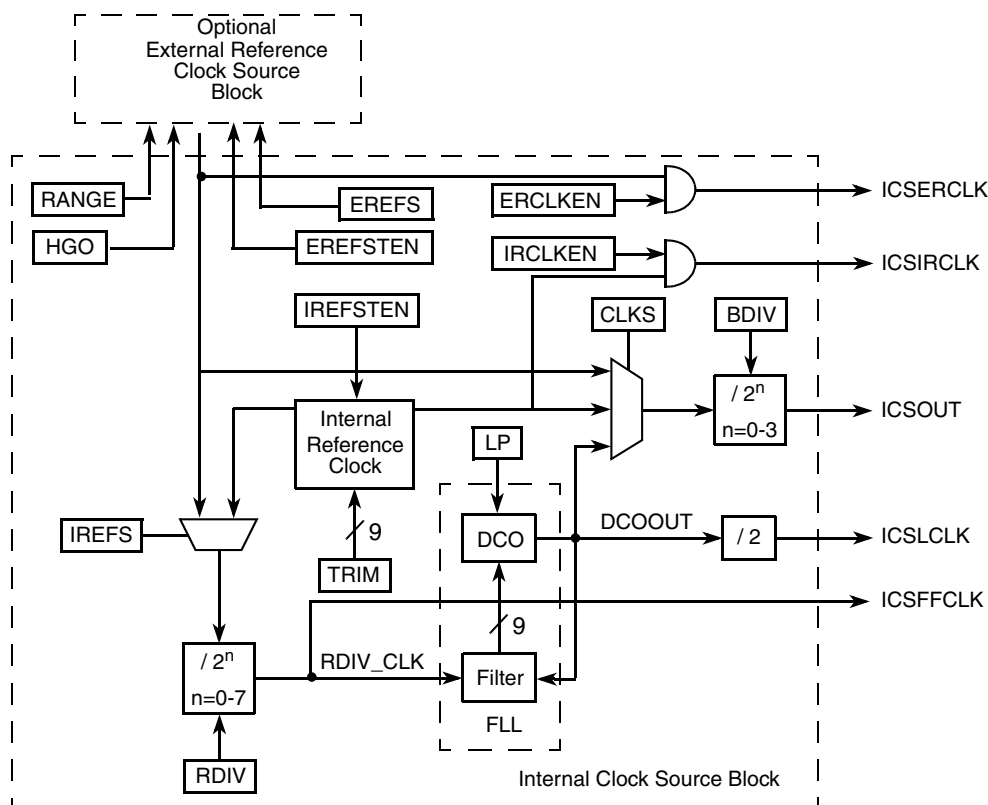 Optional
External Reference
Clock Source
Block
RANGE
EREFS
ERCLKEN
ICSERCLK
HGO
EREFSTEN
IRCLKEN
ICSIRCLK
IREFSTEN
CLKS
BDIV
Internal
Reference
Clock
/ 2n
n=0-3
ICSOUT
LP
IREFS
9
TRIM
DCO
DCOOUT
/ 2
ICSLCLK
ICSFFCLK
9
/ 2n
n=0-7
RDIV_CLK
Filter
FLL
RDIV
Internal Clock Source Block